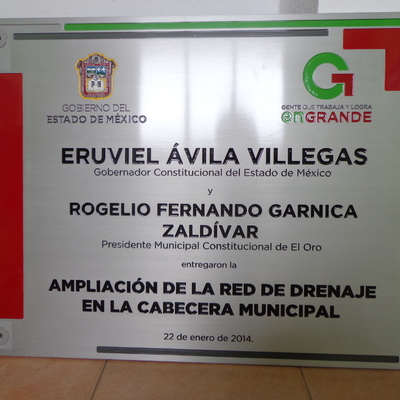 GOBIERNO DEL
ESTADO DE MÉXICO
GENTE QUE TRABAJA Y LOGRA
enGRANDE
ERUVIEL ÁVILA VILLEGAS
Gobernador Constitucional del Estado de México
y
ROGELIO FERNANDO GARNICA
ZALDÍVAR
Presidente Municipal Constitucional de El Oro
entregaron la
AMPLIACIÓN DE LA RED DE DRENAJE
EN LA CABECERA MUNICIPAL
22 de enero de 2014.